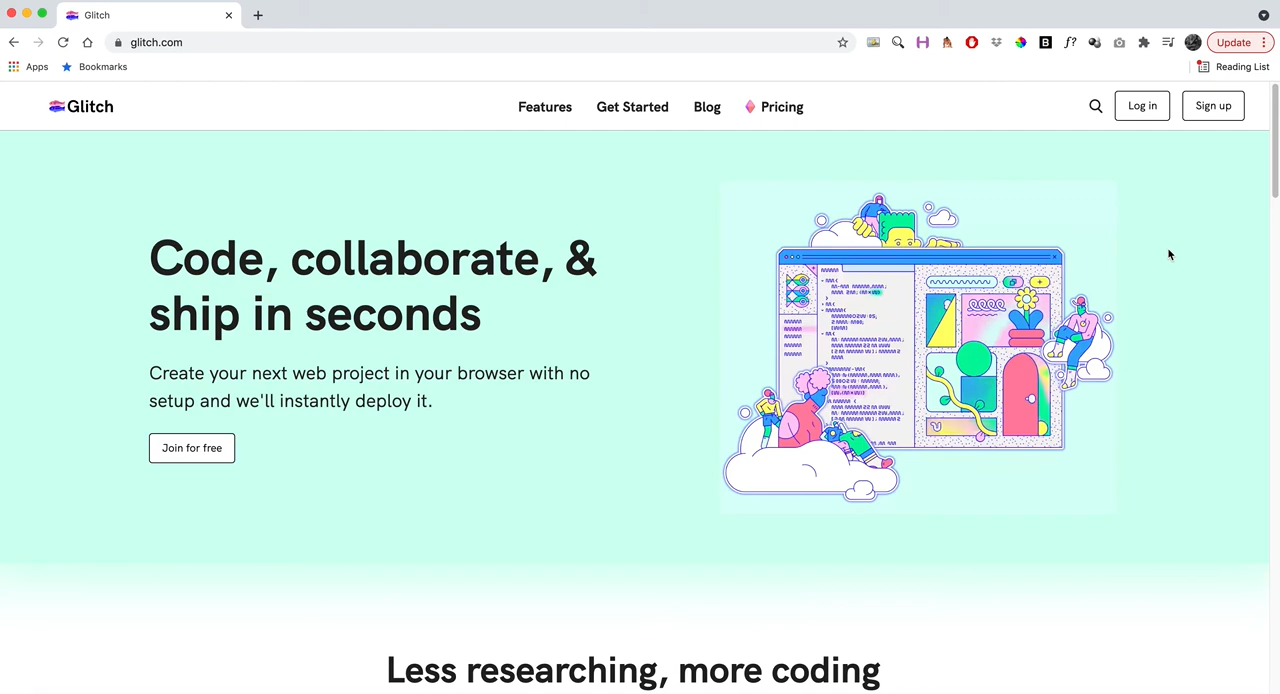 Glitch
glitch.com
Update
Apps
Bookmarks
Reading List
Glitch
Features
Get Started
Blog
Pricing
Log in
Sign up
Code, collaborate, &
ship in seconds
Create your next web project in your browser with no
setup and we'll instantly deploy it.
Join for free
Less researching, more coding